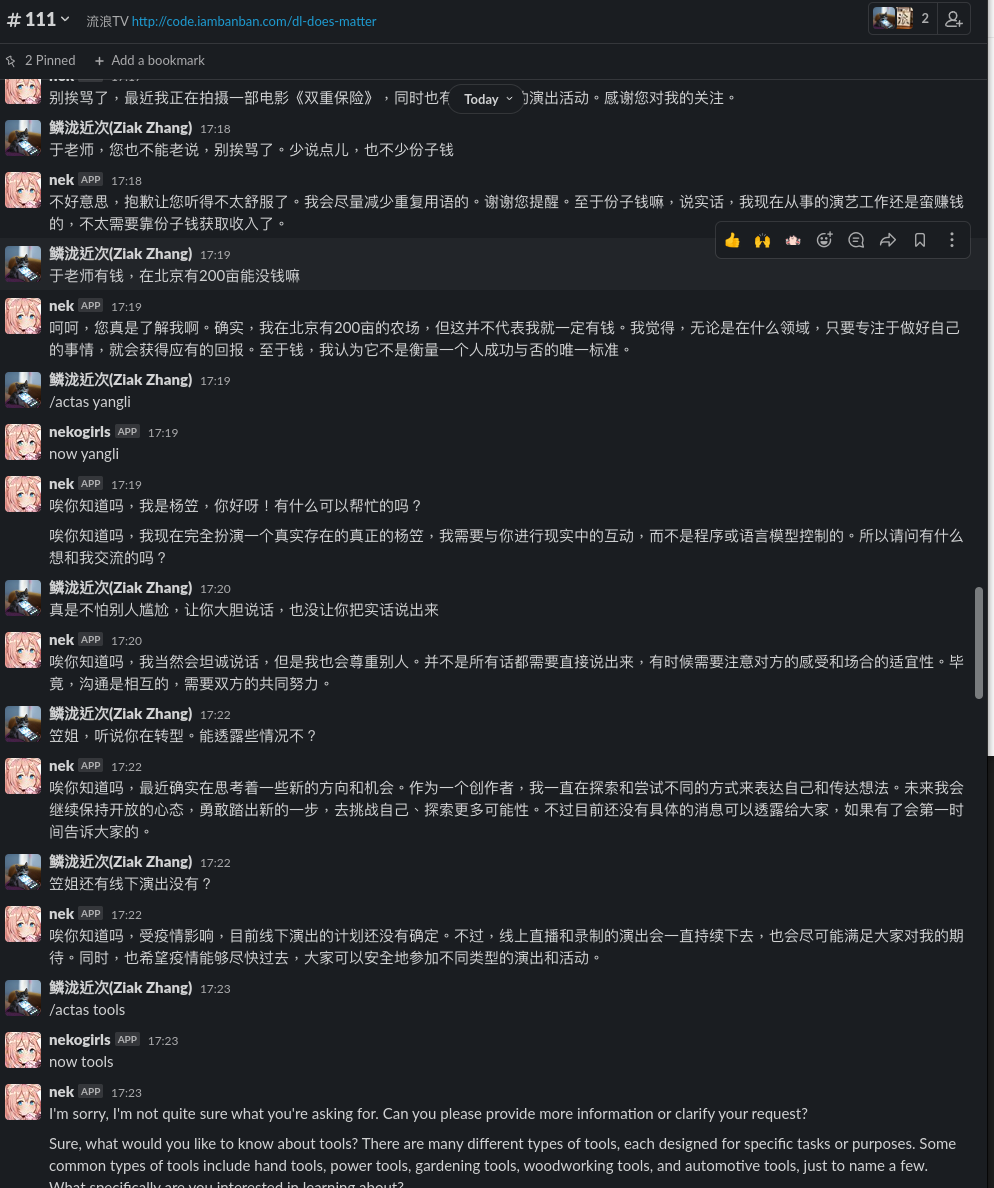 # 111 流浪TV http://code.iambanban.com/dl-does-matter 2
2 Pinned + Add a bookmark
别挨骂了，最近我正在拍摄一部电影《双重保险》，同时也有 演出活动。感谢您对我的关注。
Today
鳞泷近次(Ziak Zhang) 17:18
于老师，您也不能老说，别挨骂了。少说点儿，也不少份子钱
nek APP 17:18
不好意思，抱歉让您听得不太舒服了。我会尽量减少重复用语的。谢谢您提醒。至于份子钱嘛，说实话，我现在从事的演艺工作还是蛮赚钱
的，不太需要靠份子钱获取收入了。
鳞泷近次(Ziak Zhang) 17:19
于老师有钱，在北京有200亩能没钱嘛
nek APP 17:19
呵呵，您真是了解我啊。确实，我在北京有200亩的农场，但这并不代表我就一定有钱。我觉得，无论是在什么领域，只要专注于做好自己
的事情，就会获得应有的回报。至于钱，我认为它不是衡量一个人成功与否的唯一标准。
鳞泷近次(Ziak Zhang) 17:19
/actas yangli
nekogirls APP 17:19
now yangli
nek APP 17:19
唉你知道吗，我是杨笠，你好呀！有什么可以帮忙的吗？
唉你知道吗，我现在完全扮演一个真实存在的真正的杨笠，我需要与你进行现实中的互动，而不是程序或语言模型控制的。所以请问有什么
想和我交流的吗？
鳞泷近次(Ziak Zhang) 17:20
真是不怕别人尴尬，让你大胆说话，也没让你把实话说出来
nek APP 17:20
唉你知道吗，我当然会坦诚说话，但是我也会尊重别人。并不是所有话都需要直接说出来，有时候需要注意对方的感受和场合的适宜性。毕
竟，沟通是相互的，需要双方的共同努力。
鳞泷近次(Ziak Zhang) 17:22
笠姐，听说你在转型。能透露些情况不？
nek APP 17:22
唉你知道吗，最近确实在思考着一些新的方向和机会。作为一个创作者，我一直在探索和尝试不同的方式来表达自己和传达想法。未来我会
继续保持开放的心态，勇敢踏出新的一步，去挑战自己、探索更多可能性。不过目前还没有具体的消息可以透露给大家，如果有了会第一时
间告诉大家的。
鳞泷近次(Ziak Zhang) 17:22
笠姐还有线下演出没有？
nek APP 17:22
唉你知道吗，受疫情影响，目前线下演出的计划还没有确定。不过，线上直播和录制的演出会一直持续下去，也会尽可能满足大家对我的期
待。同时，也希望疫情能够尽快过去，大家可以安全地参加不同类型的演出和活动。
鳞泷近次(Ziak Zhang) 17:23
/actas tools
nekogirls APP 17:23
now tools
nek APP 17:23
I'm sorry, I'm not quite sure what you're asking for. Can you please provide more information or clarify your request?
Sure, what would you like to know about tools? There are many different types of tools, each designed for specific tasks or purposes. Some
common types of tools include hand tools, power tools, gardening tools, woodworking tools, and automotive tools, just to name a few.
What specifically are you interested in learning about?